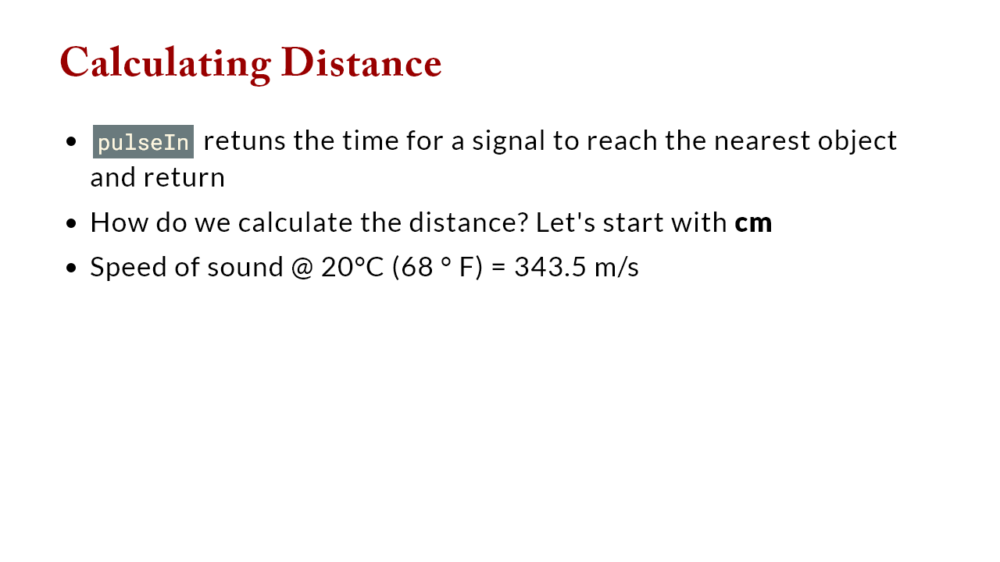 Calculating Distance
• pulseIn retuns the time for a signal to reach the nearest object
and return
• How do we calculate the distance? Let's start with cm
• Speed of sound @ 20°C (68 ° F) = 343.5 m/s